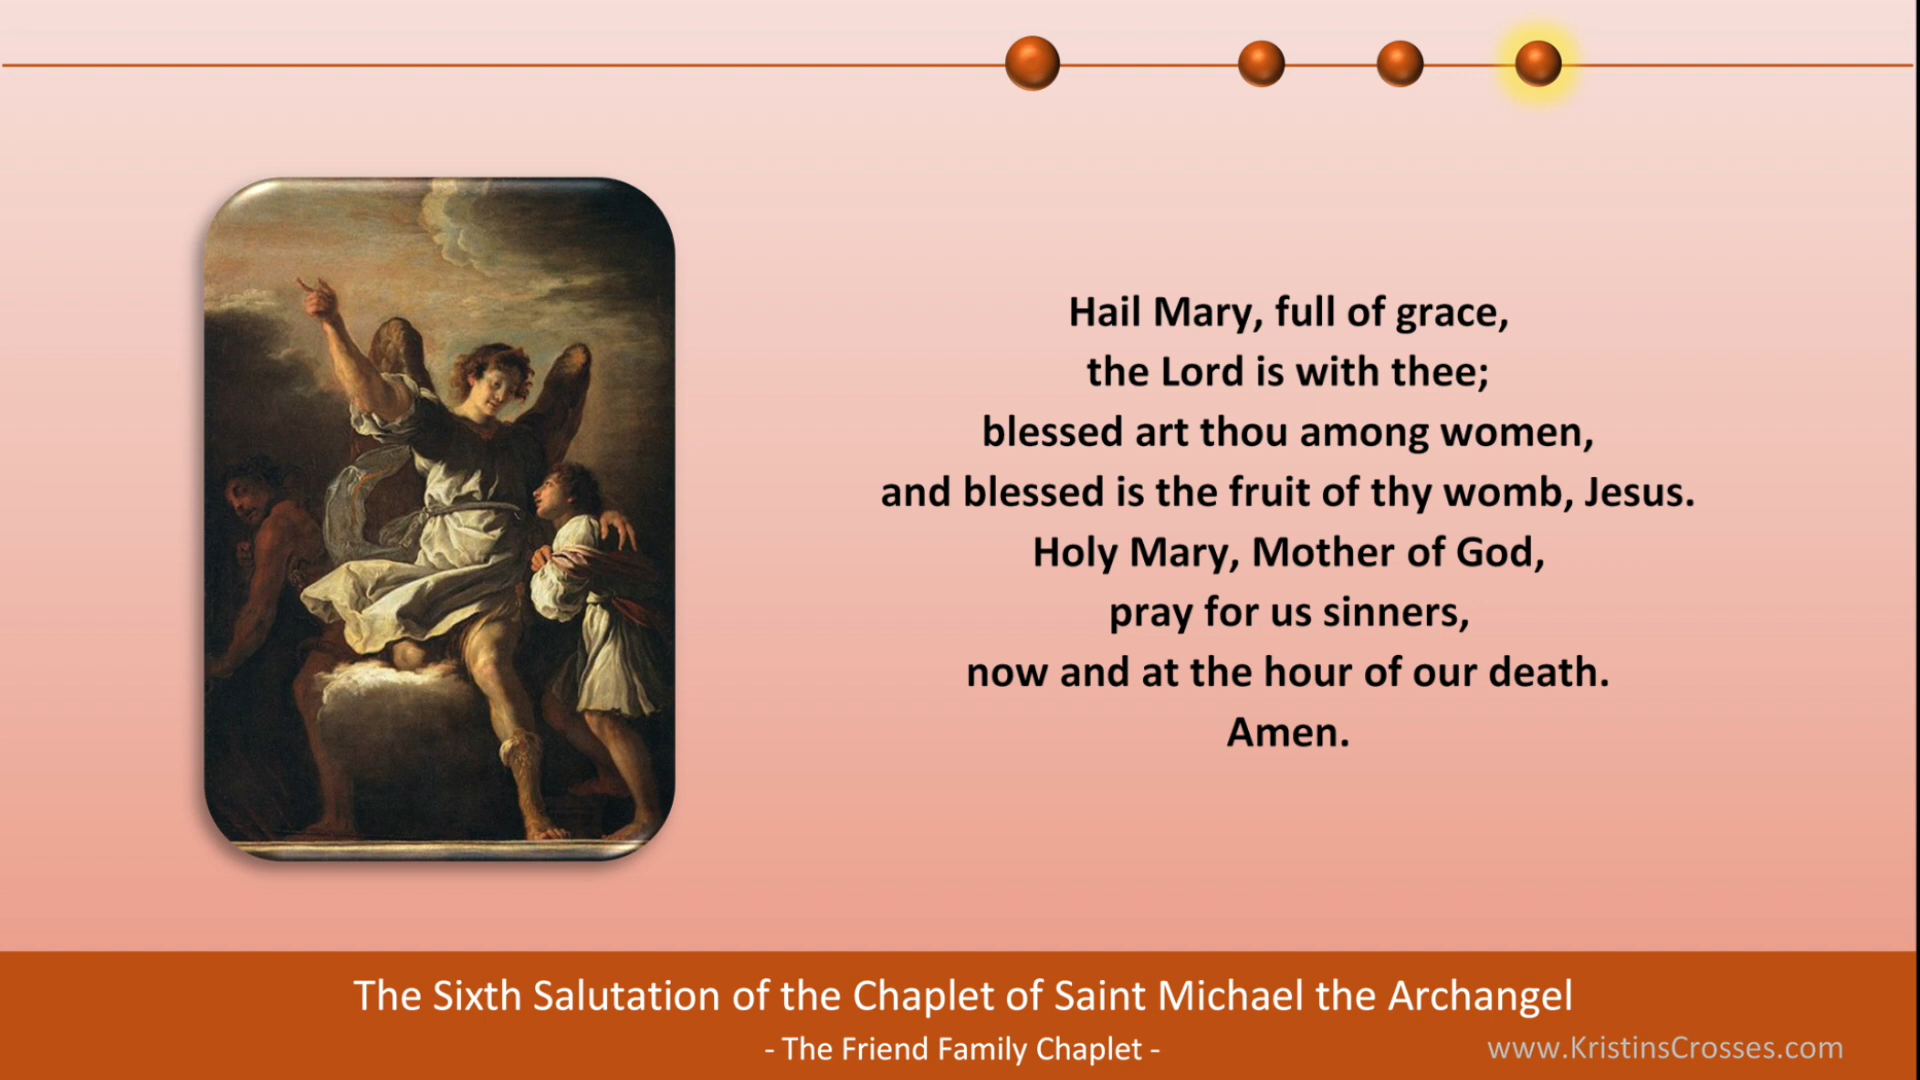 Hail Mary, full of grace,
the Lord is with thee;
blessed art thou among women,
and blessed is the fruit of thy womb, Jesus.
Holy Mary, Mother of God,
pray for us sinners,
now and at the hour of our death.
Amen.
The Sixth Salutation of the Chaplet of Saint Michael the Archangel
- The Friend Family Chaplet -
www.KristinsCrosses.com